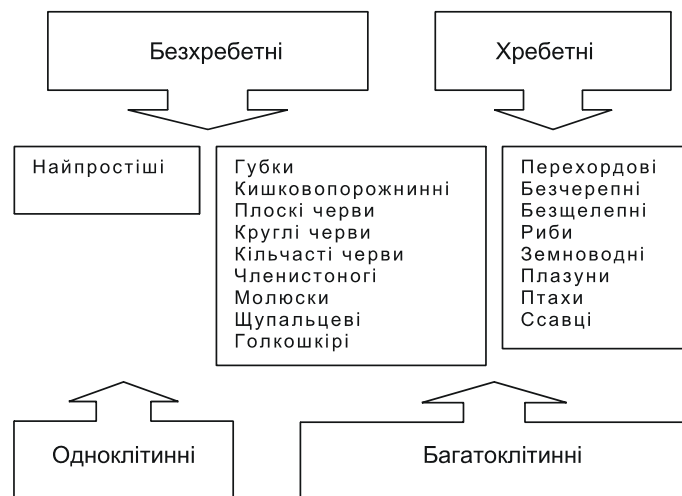 Безхребетні
Хребетні
Найпростіші
Губки
Кишковопорожнинні
Плоскі черви
Круглі черви
Кільчасті черви
Членистоногі
Молюски
Щупальцеві
Голкошкірі
Перехордові
Безчерепні
Безщелепні
Риби
Земноводні
Плазуни
Птахи
Ссавці
Одноклітинні
Багатоклітинні